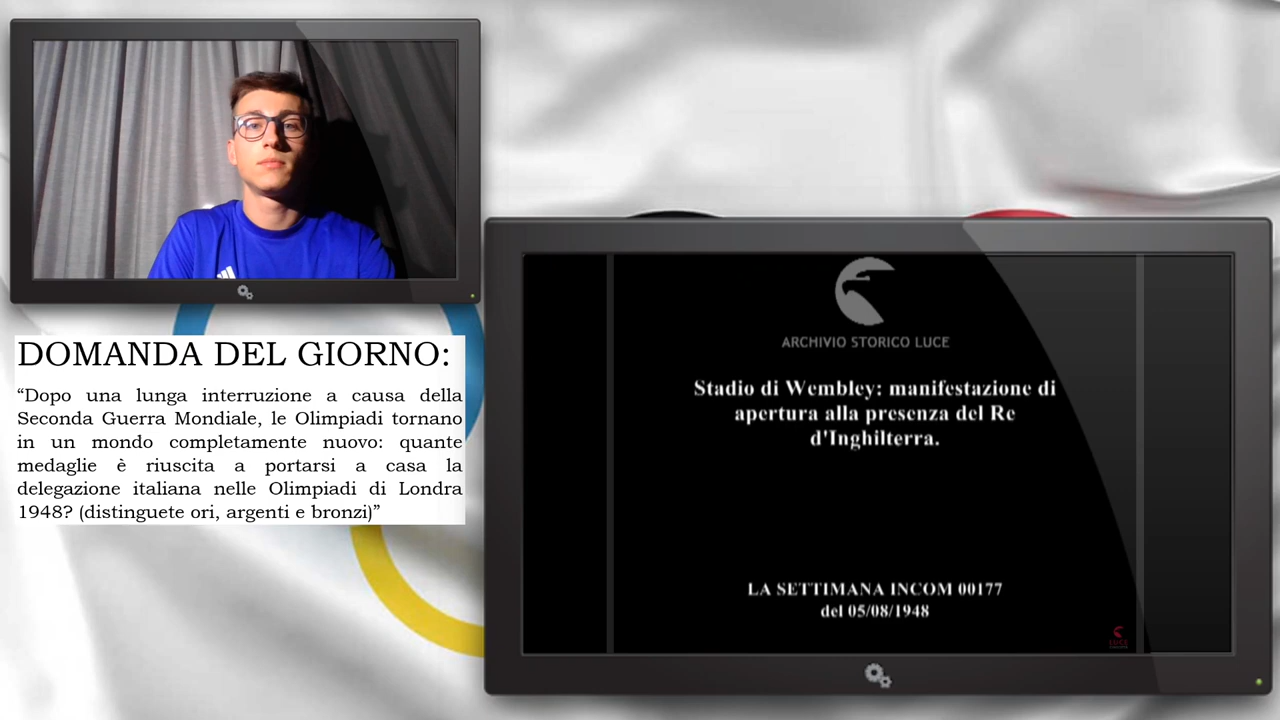 DOMANDA DEL GIORNO:
“Dopo una lunga interruzione a causa della
Seconda Guerra Mondiale, le Olimpiadi tornano
in un mondo completamente nuovo: quante
medaglie è riuscita a portarsi a casa la
delegazione italiana nelle Olimpiadi di Londra
1948? (distinguete ori, argenti e bronzi)”
ARCHIVIO STORICO LUCE
Stadio di Wembley: manifestazione di
apertura alla presenza del Re
d'Inghilterra.
LA SETTIMANA INCOM 00177
del 05/08/1948
LUCE